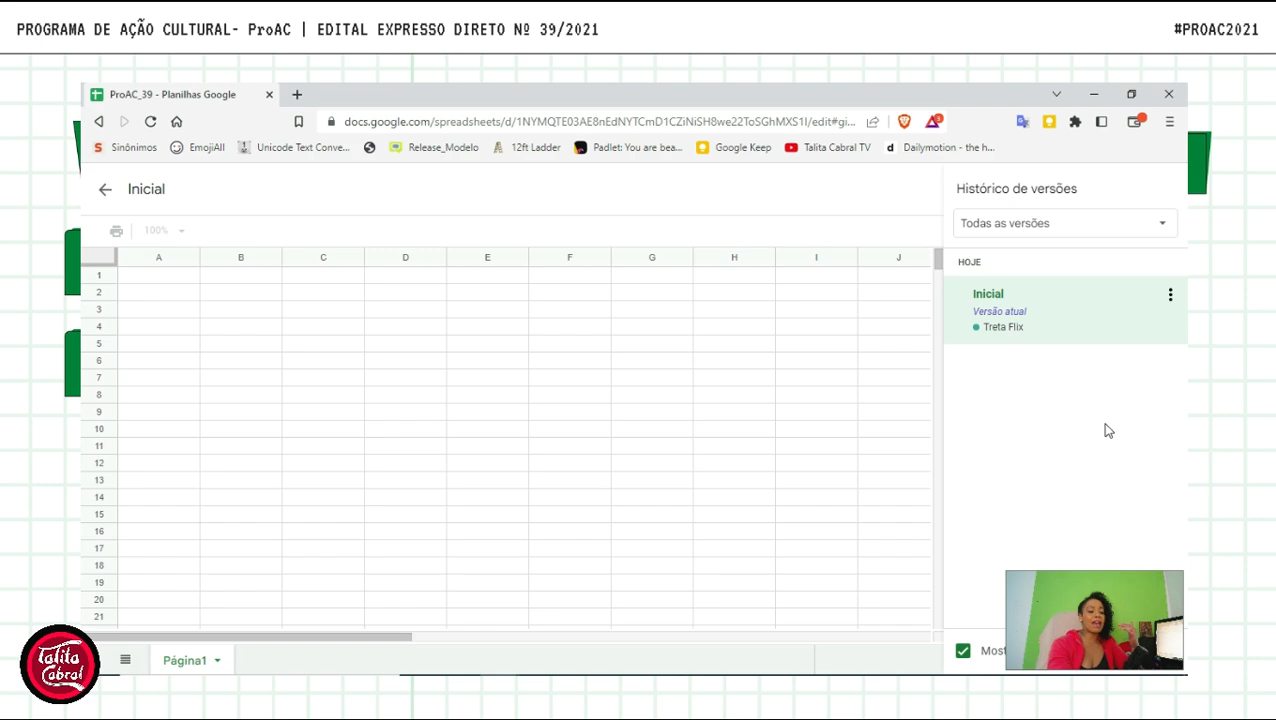 PROGRAMA DE AÇÃO CULTURAL- ProAC | EDITAL EXPRESSO DIRETO Nº 39/2021
#PROAC2021
ProAC_39 - Planilhas Google
docs.google.com/spreadsheets/d/1NYMQTE03AE8nEdNYTCmD1CZiNiSH8we22ToSGhMXS1I/edit#gi...
Sinônimos
EmojiAll
Unicode Text Conve...
Release_Modelo
12ft Ladder
Padlet: You are bea...
Google Keep
Talita Cabral TV
d Dailymotion - the h...
Inicial
Histórico de versões
100%
Todas as versões
A B C D E F G H I J
HOJE
1
2
Inicial
3
Versão atual
4
Treta Flix
5
6
7
8
9
10
11
12
13
14
15
16
17
18
19
20
21
Talita
Cabral
Página1
Most